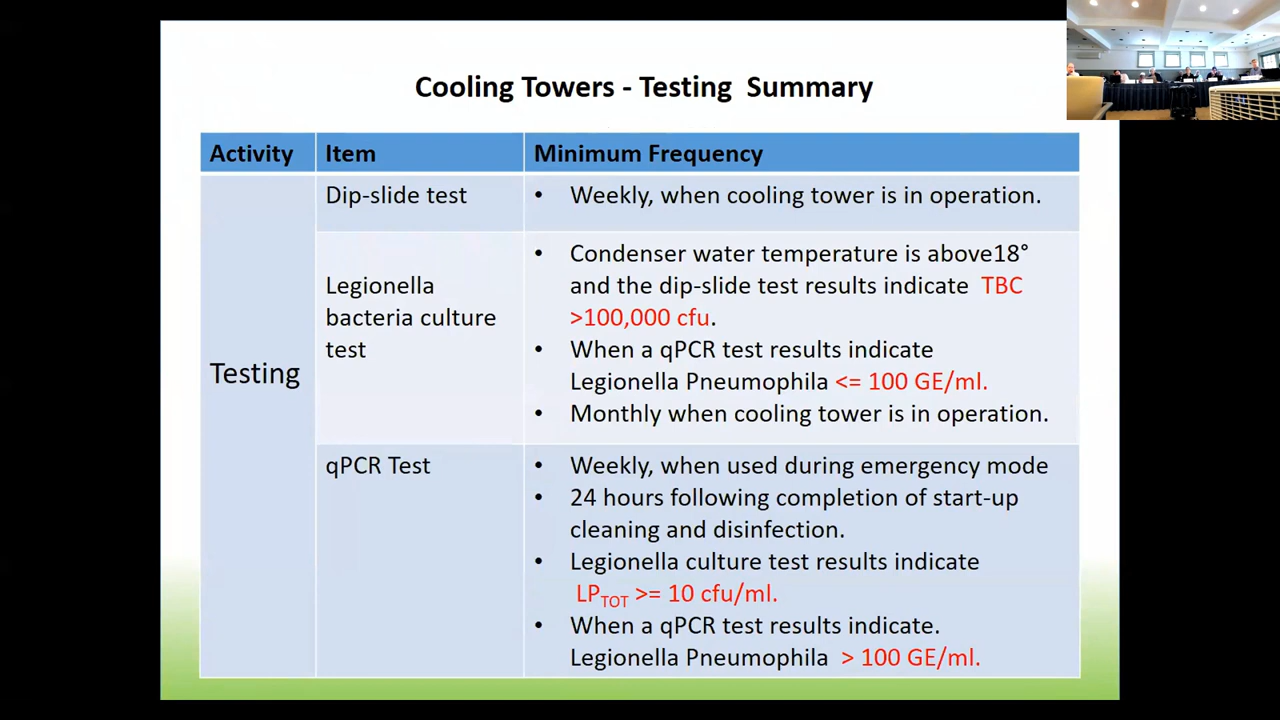 Cooling Towers - Testing Summary
Activity
Item
Minimum Frequency
Testing
Dip-slide test
• Weekly, when cooling tower is in operation.
Legionella
bacteria culture
test
• Condenser water temperature is above18°
and the dip-slide test results indicate TBC
>100,000 cfu.
• When a qPCR test results indicate
Legionella Pneumophila <= 100 GE/ml.
• Monthly when cooling tower is in operation.
qPCR Test
• Weekly, when used during emergency mode
• 24 hours following completion of start-up
cleaning and disinfection.
• Legionella culture test results indicate
LPTOT >= 10 cfu/ml.
• When a qPCR test results indicate.
Legionella Pneumophila > 100 GE/ml.